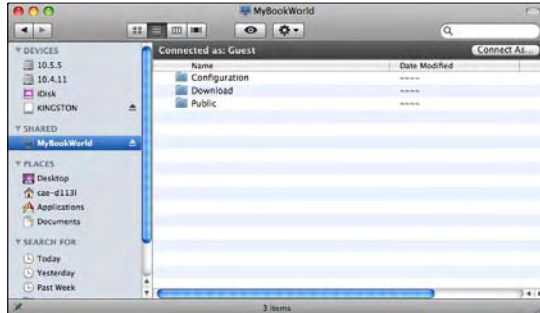 MyBookWorld
DEVICES
10.5.5
10.4.11
iDisk
KINGSTON
SHARED
MyBookWorld
PLACES
Desktop
cae-d113l
Applications
Documents
SEARCH FOR
Today
Yesterday
Past Week
Connected as: Guest
Connect As...
Name
Date Modified
Configuration
----
Download
----
Public
----
3 items